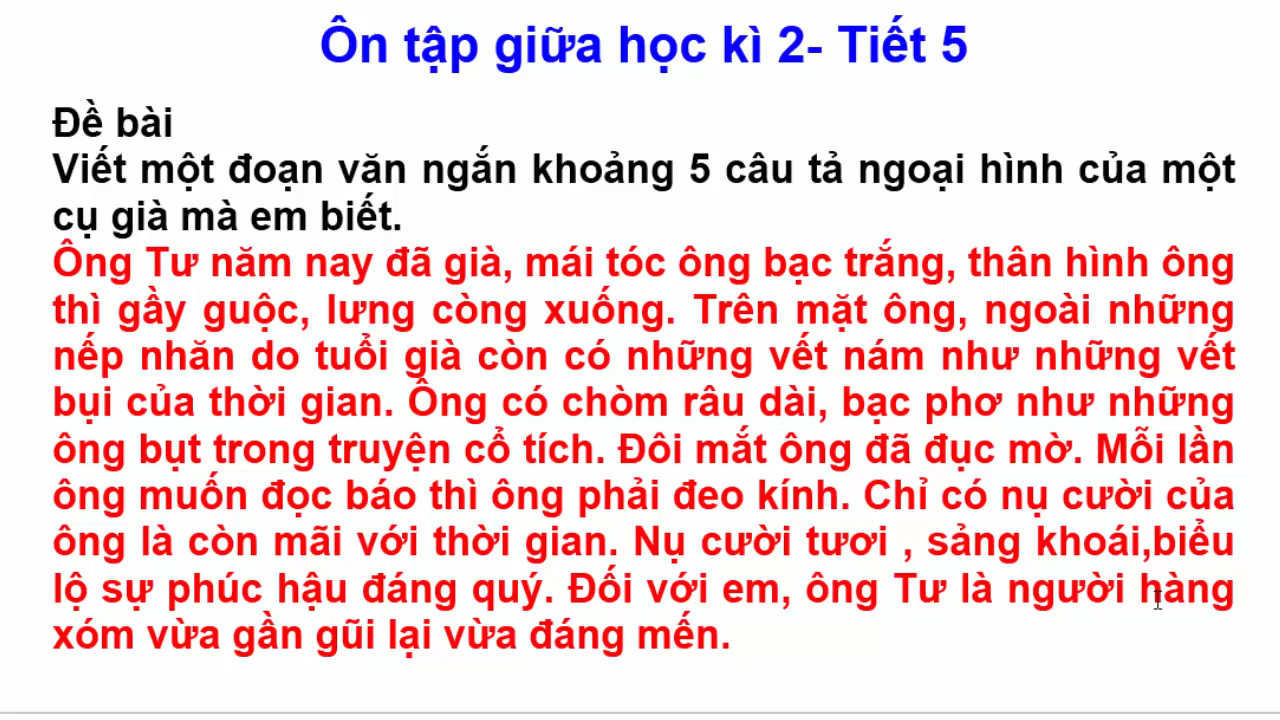 Ôn tập giữa học kì 2- Tiết 5
Đề bài
Viết một đoạn văn ngắn khoảng 5 câu tả ngoại hình của một
cụ già mà em biết.
Ông Tư năm nay đã già, mái tóc ông bạc trắng, thân hình ông
thì gầy guộc, lưng còng xuống. Trên mặt ông, ngoài những
nếp nhăn do tuổi già còn có những vết nám như những vết
bụi của thời gian. Ông có chòm râu dài, bạc phơ như những
ông bụt trong truyện cổ tích. Đôi mắt ông đã đục mờ. Mỗi lần
ông muốn đọc báo thì ông phải đeo kính. Chỉ có nụ cười của
ông là còn mãi với thời gian. Nụ cười tươi , sảng khoái,biểu
lộ sự phúc hậu đáng quý. Đối với em, ông Tư là người hàng
xóm vừa gần gũi lại vừa đáng mến.